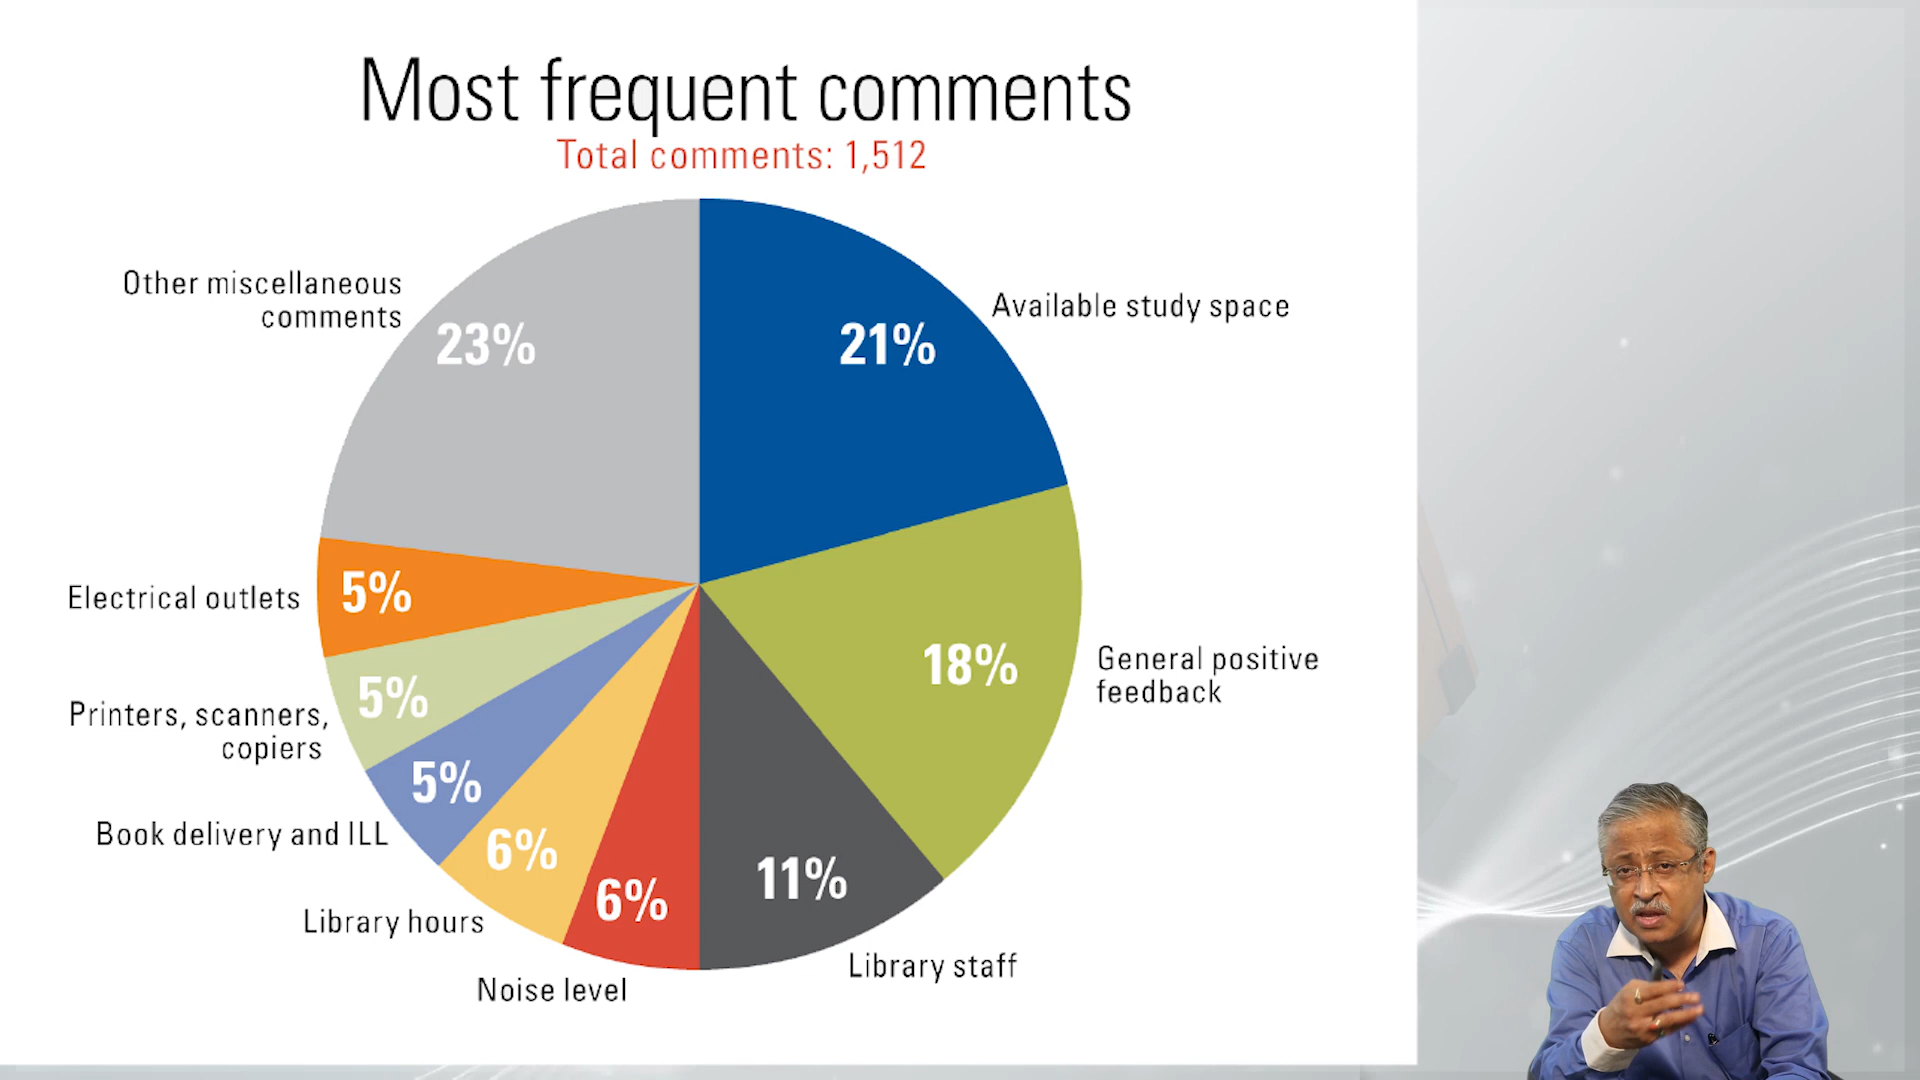 Most frequent comments
Total comments: 1,512
Other miscellaneous
comments
23%
21%
Available study space
Electrical outlets
5%
18%
General positive
feedback
Printers, scanners,
copiers
5%
Book delivery and ILL
5%
Library hours
6%
Noise level
6%
11%
Library staff